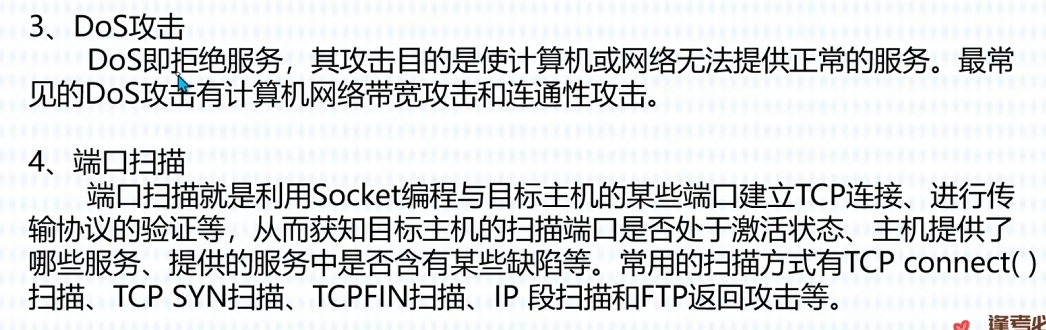 3、DoS攻击
DoS即拒绝服务，其攻击目的是使计算机或网络无法提供正常的服务。最常
见的DoS攻击有计算机网络带宽攻击和连通性攻击。
4、端口扫描
端口扫描就是利用Socket编程与目标主机的某些端口建立TCP连接、进行传
输协议的验证等，从而获知目标主机的扫描端口是否处于激活状态、主机提供了
哪些服务、提供的服务中是否含有某些缺陷等。常用的扫描方式有TCP connect( )
扫描、TCP SYN扫描、TCP FIN扫描、IP 段扫描和FTP返回攻击等。
逢考必